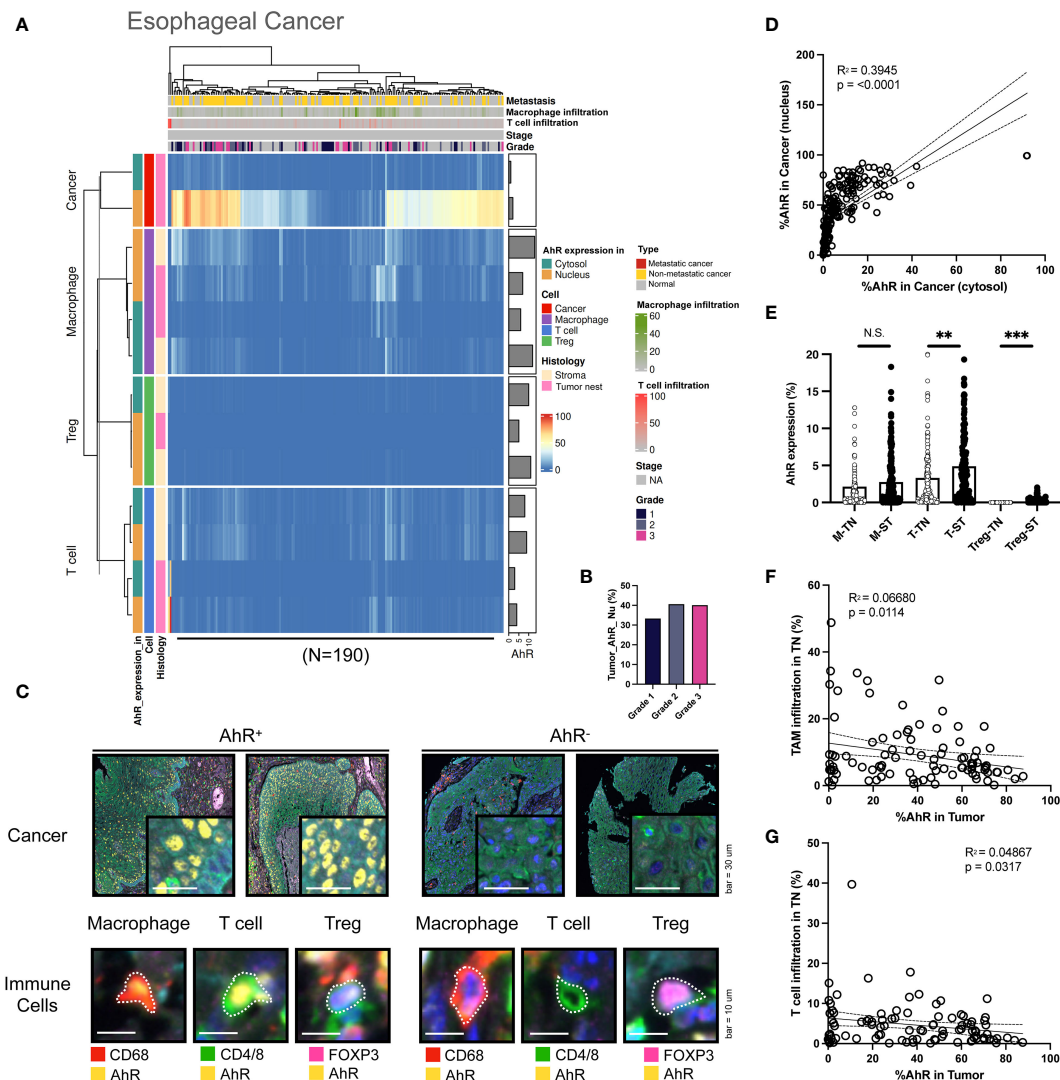 Esophageal Cancer
A
Metastasis
Macrophage infiltration
T cell infiltration
Stage
Grade
Cancer
Macrophage
Treg
T cell
AhR_expression_in
Cell
Histology
(N=190)
0
5
10
AhR
AhR expression in
Cytosol
Nucleus
Cell
Cancer
Macrophage
T cell
Treg
Histology
Stroma
Tumor nest
100
50
0
Type
Metastatic cancer
Non-metastatic cancer
Normal
Macrophage infiltration
60
40
20
0
T cell infiltration
100
50
0
Stage
NA
Grade
1
2
3
B
Tumor_AhR_Nu (%)
50
40
30
20
10
0
Grade 1
Grade 2
Grade 3
C
AhR+
AhR-
Cancer
bar = 30 um
Macrophage
T cell
Treg
Macrophage
T cell
Treg
Immune
Cells
bar = 10 um
CD68
CD4/8
FOXP3
CD68
CD4/8
FOXP3
AhR
AhR
AhR
AhR
AhR
AhR
D
R2 = 0.3945
p = <0.0001
%AhR in Cancer (nucleus)
200
150
100
50
0
0
20
40
60
80
100
%AhR in Cancer (cytosol)
E
N.S.
**
***
AhR expression (%)
20
15
10
5
0
M-TN
M-ST
T-TN
T-ST
Treg-TN
Treg-ST
F
R2 = 0.06680
p = 0.0114
TAM infiltration in TN (%)
60
40
20
0
0
20
40
60
80
100
%AhR in Tumor
G
R2 = 0.04867
p = 0.0317
T cell infiltration in TN (%)
50
40
30
20
10
0
0
20
40
60
80
100
%AhR in Tumor